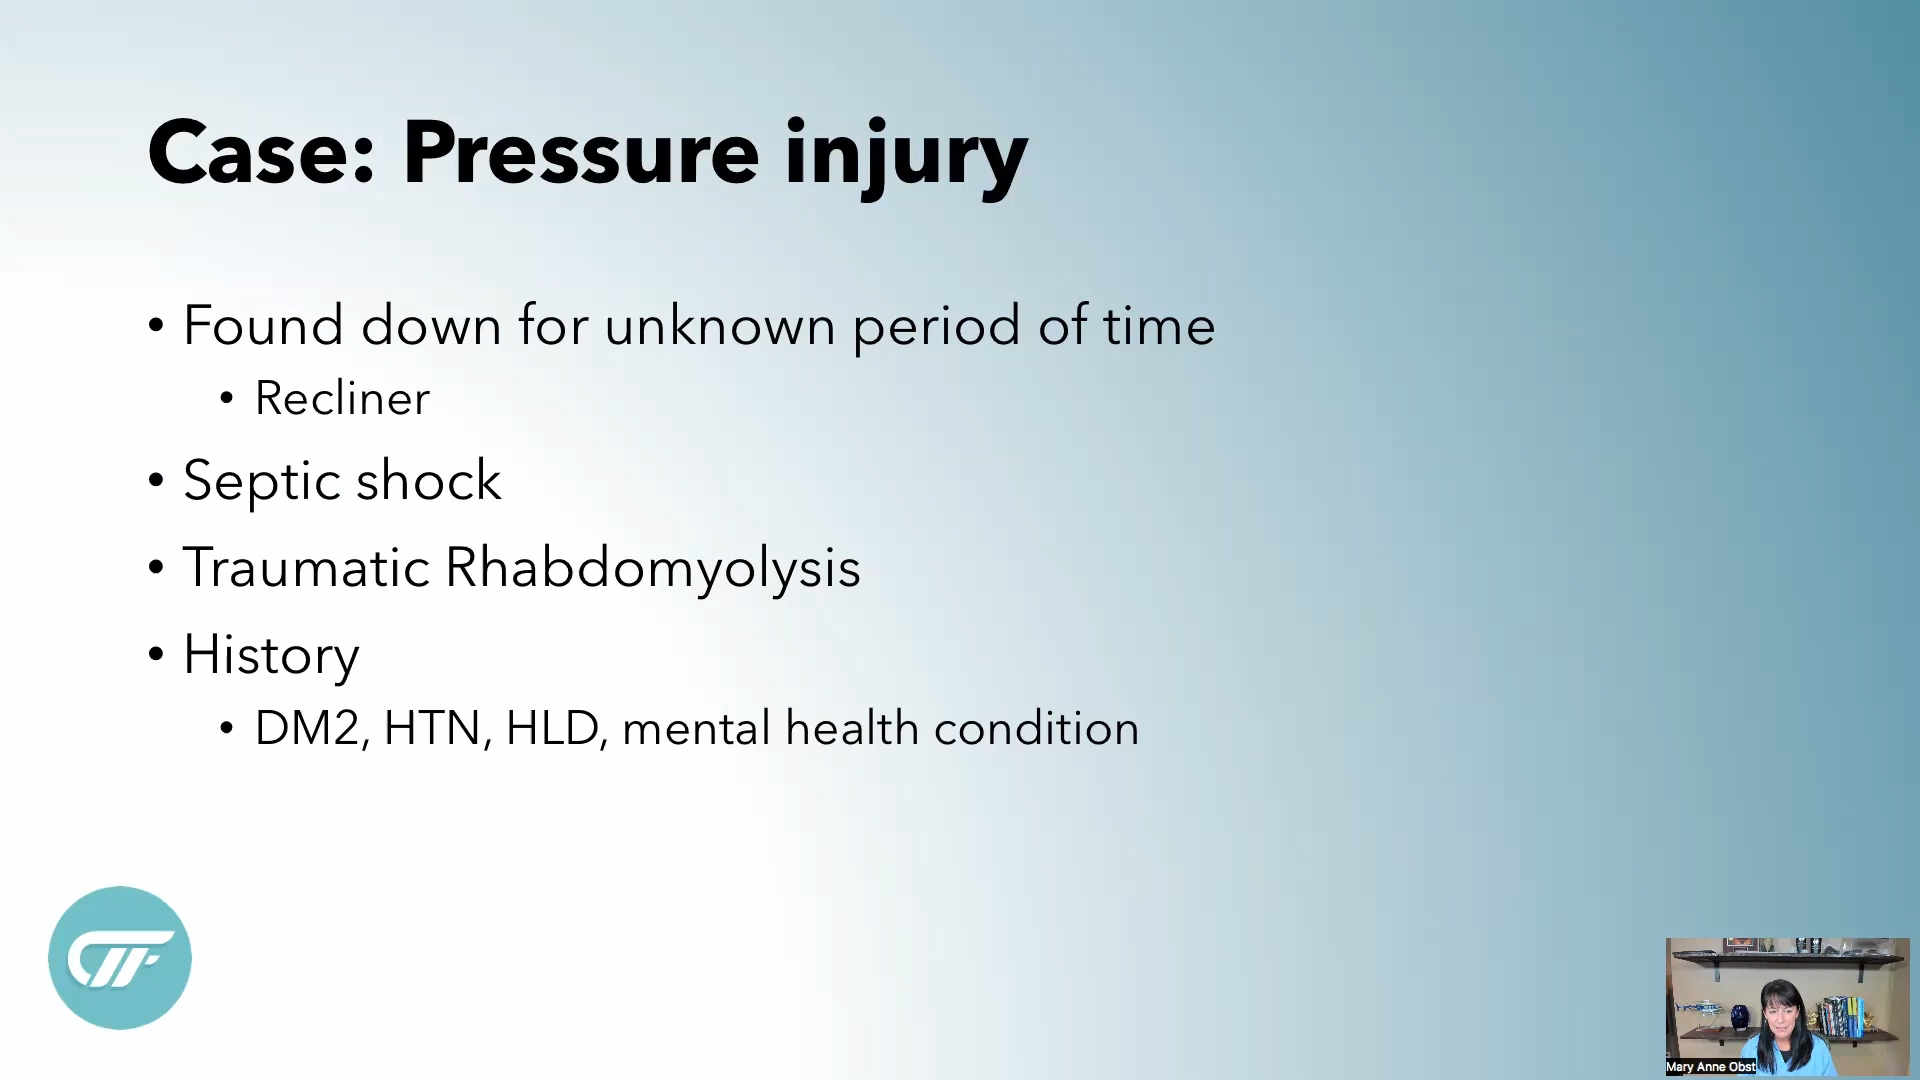 Case: Pressure injury
• Found down for unknown period of time
• Recliner
• Septic shock
• Traumatic Rhabdomyolysis
• History
• DM2, HTN, HLD, mental health condition
Mary Anne Obst